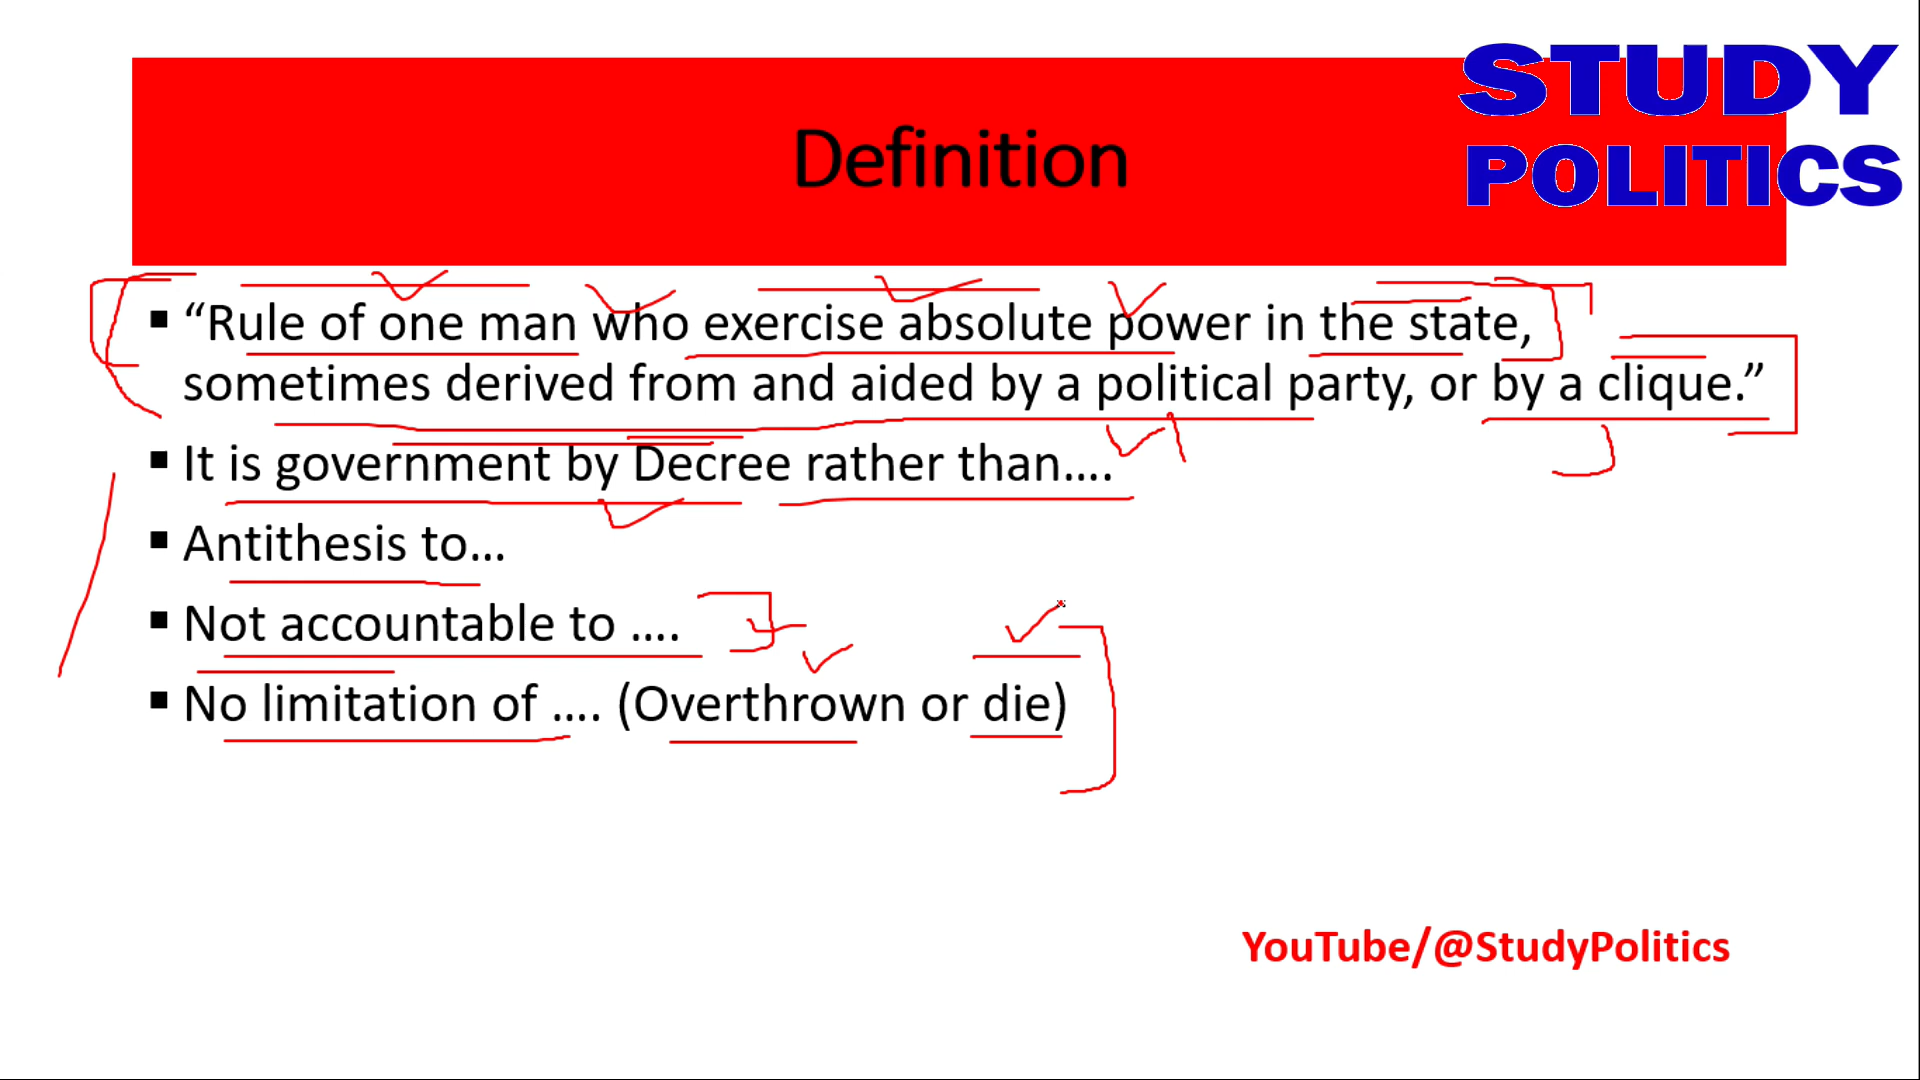 STUDY
POLITICS
Definition
▪ “Rule of one man who exercise absolute power in the state,
sometimes derived from and aided by a political party, or by a clique.”
▪ It is government by Decree rather than....
▪ Antithesis to...
▪ Not accountable to ....
▪ No limitation of .... (Overthrown or die)
YouTube/@StudyPolitics